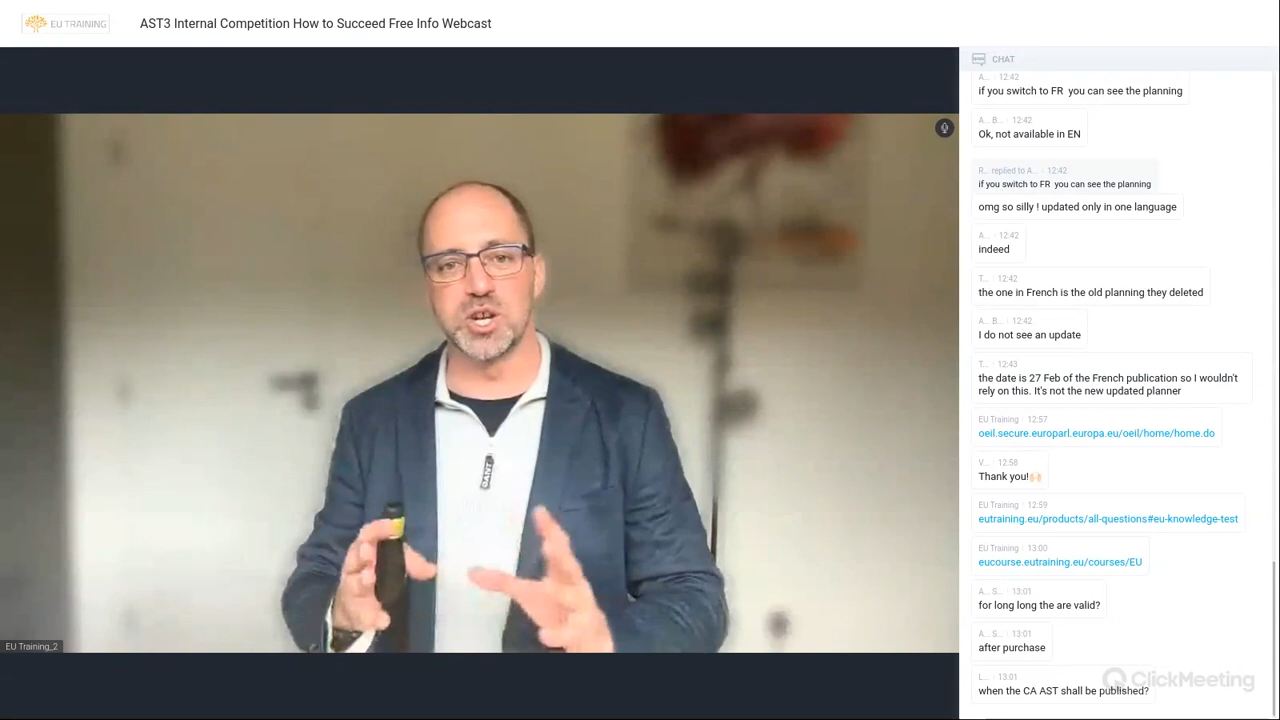 EU TRAINING
AST3 Internal Competition How to Succeed Free Info Webcast
CHAT
A... 12:42
if you switch to FR you can see the planning
A... B... 12:42
Ok, not available in EN
R... replied to A... 12:42
if you switch to FR you can see the planning
omg so silly ! updated only in one language
A... 12:42
indeed
T... 12:42
the one in French is the old planning they deleted
A... B... 12:42
I do not see an update
T... 12:43
the date is 27 Feb of the French publication so I wouldn't
rely on this. It's not the new updated planner
EU Training 12:57
oeil.secure.europarl.europa.eu/oeil/home/home.do
V... 12:58
Thank you!🙌🏻
EU Training 12:59
eutraining.eu/products/all-questions#eu-knowledge-test
EU Training 13:00
eucourse.eutraining.eu/courses/EU
A... S... 13:01
for long long the are valid?
A... S... 13:01
after purchase
L... 13:01
when the CA AST shall be published?
ClickMeeting
EU Training_2